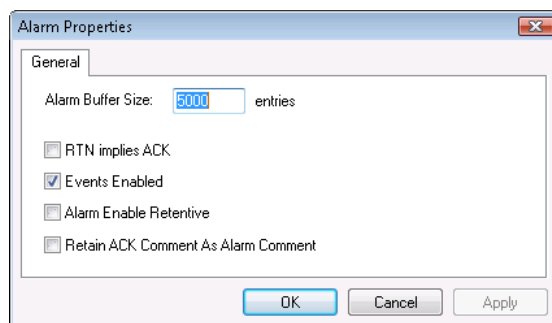 Alarm Properties
General
Alarm Buffer Size: 5000 entries
RTN implies ACK
Events Enabled
Alarm Enable Retentive
Retain ACK Comment As Alarm Comment
OK Cancel Apply